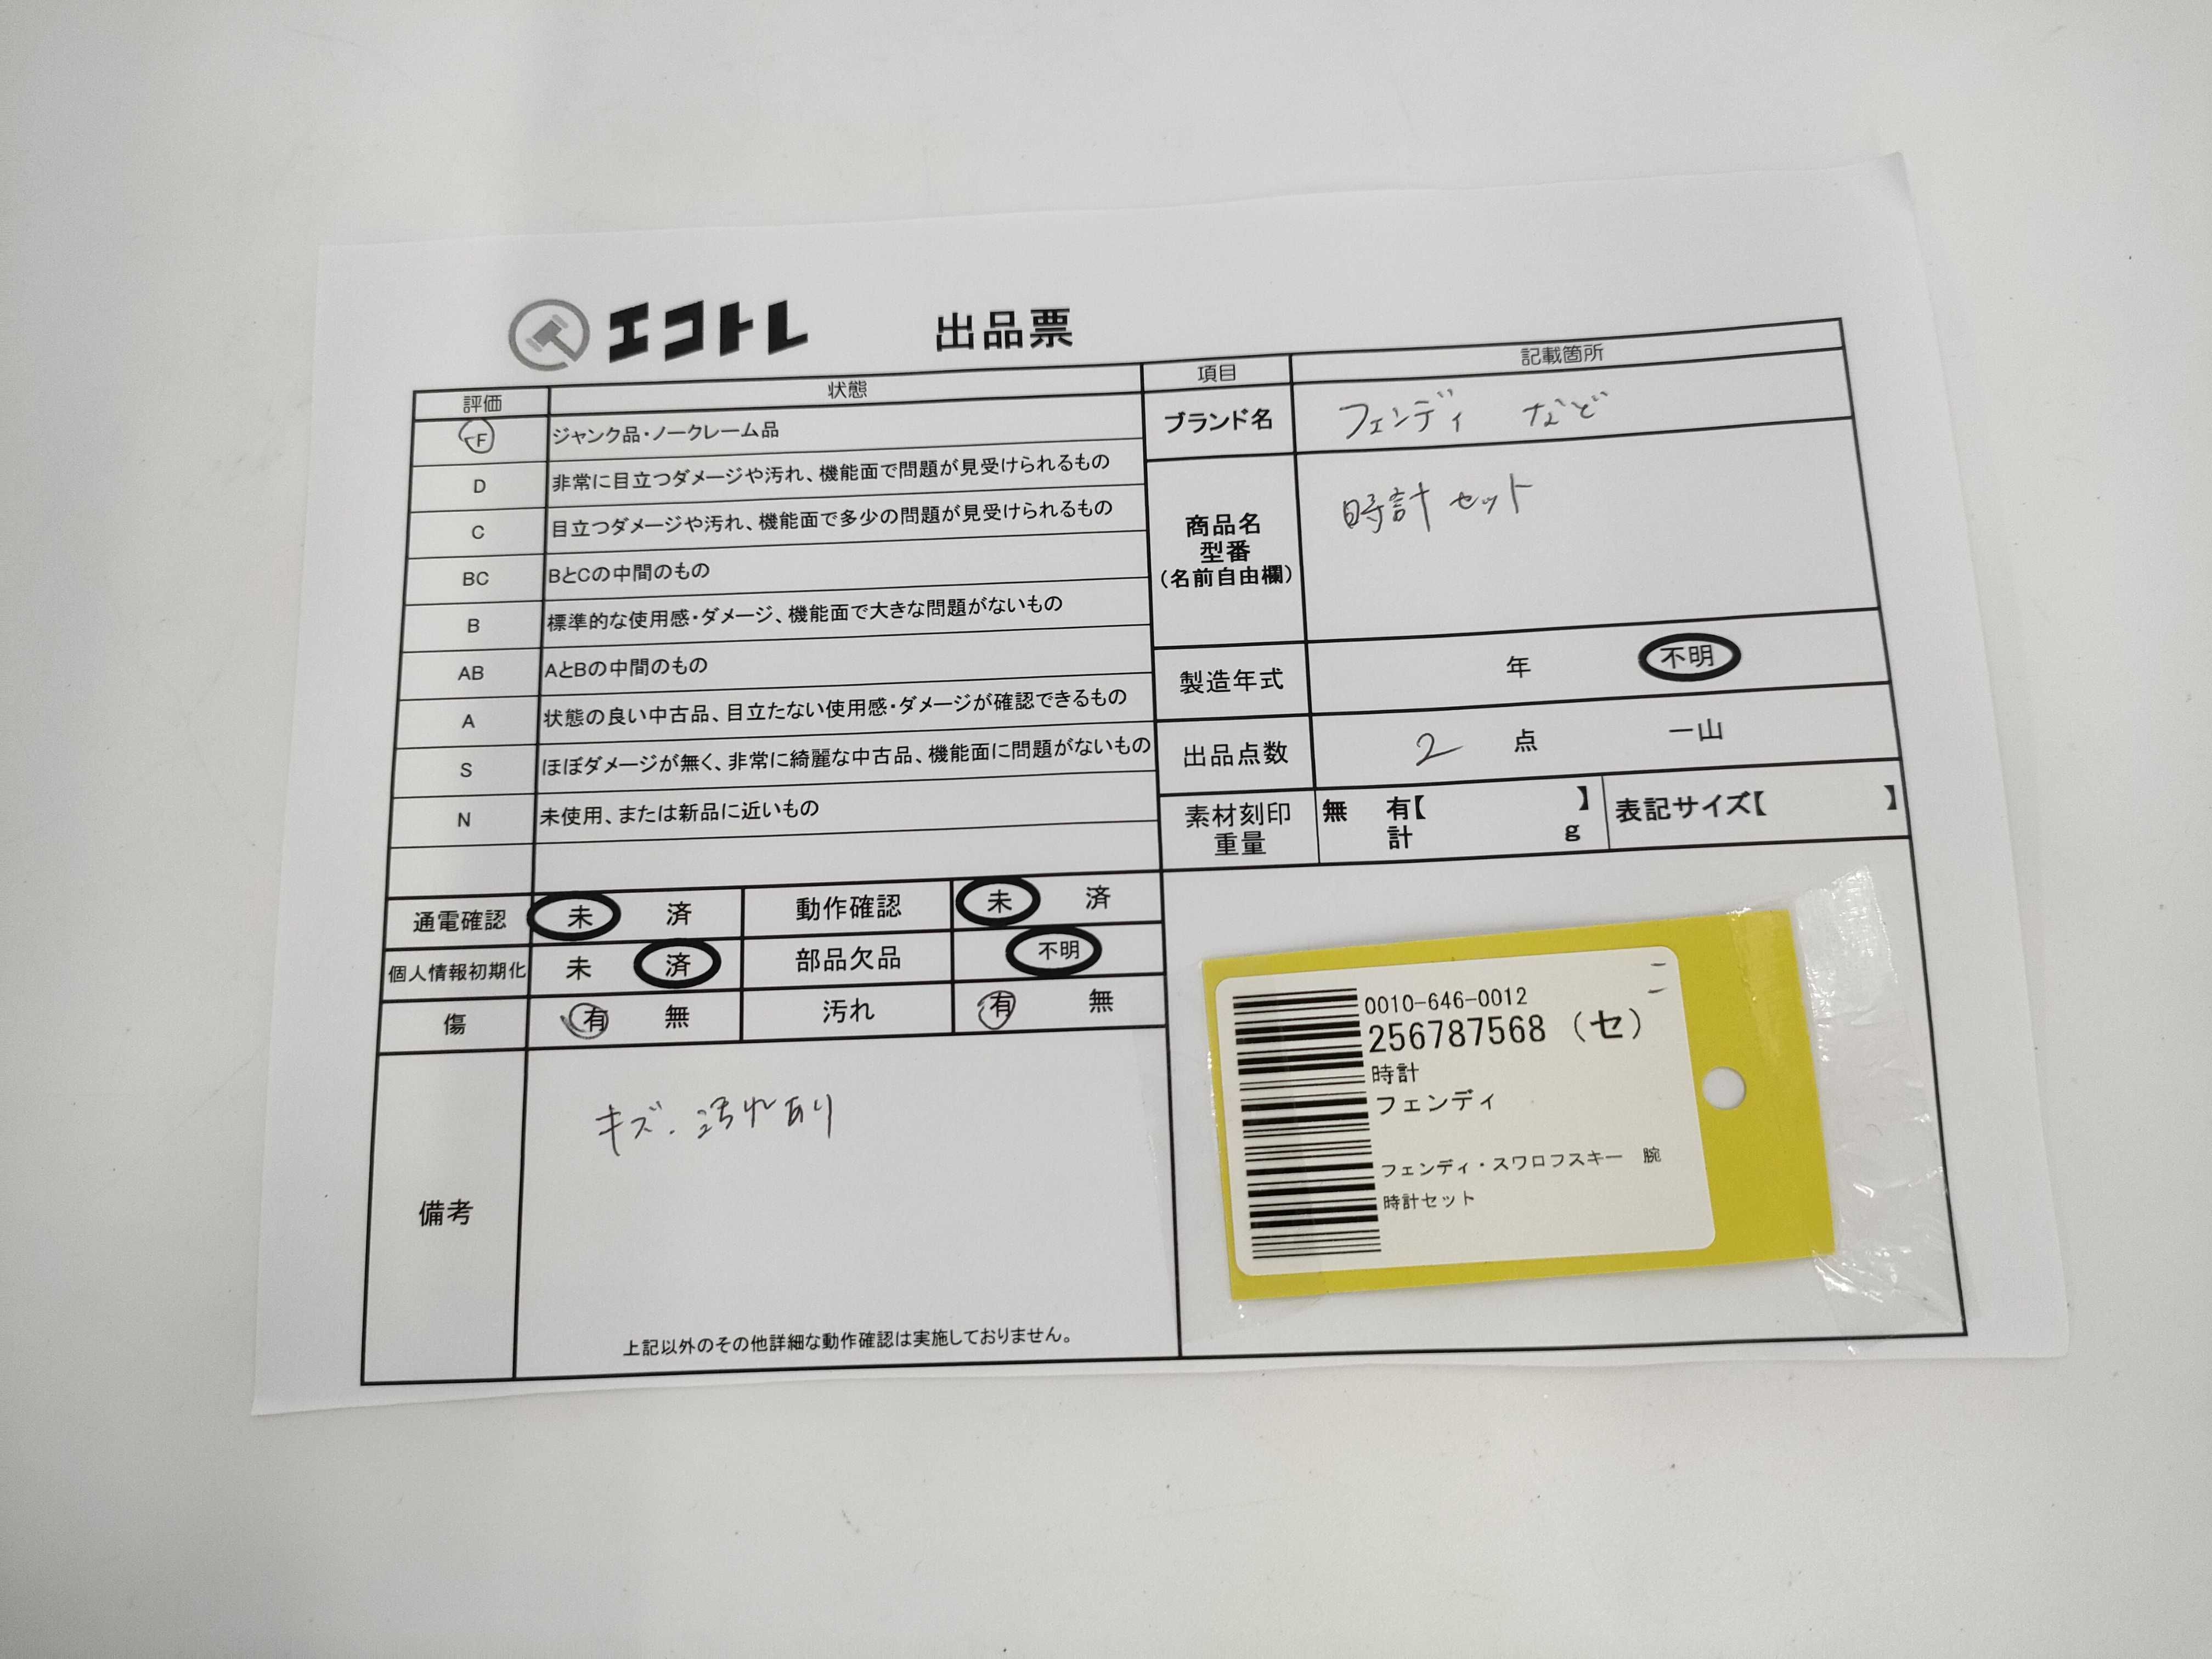 エコトレ 出品票
評価 状態
F ジャンク品・ノークレーム品
D 非常に目立つダメージや汚れ、機能面で問題が見受けられるもの
C 目立つダメージや汚れ、機能面で多少の問題が見受けられるもの
BC BとCの中間のもの
B 標準的な使用感・ダメージ、機能面で大きな問題がないもの
AB AとBの中間のもの
A 状態の良い中古品、目立たない使用感・ダメージが確認できるもの
S ほぼダメージが無く、非常に綺麗な中古品、機能面に問題がないもの
N 未使用、または新品に近いもの
通電確認 未 済 動作確認 未 済
個人情報初期化 未 済 部品欠品 不明
傷 有 無 汚れ 有 無
備考
キズ、汚れあり
上記以外のその他詳細な動作確認は実施しておりません。
項目 記載箇所
ブランド名 フェンディ など
商品名
型番
(名前自由欄)
時計セット
製造年式 年 不明
出品点数 2 点 一山
素材刻印 無 有【 】 表記サイズ【 】
重量 計 g
0010-646-0012
256787568 (セ)
時計
フェンディ
フェンディ・スワロフスキー 腕
時計セット